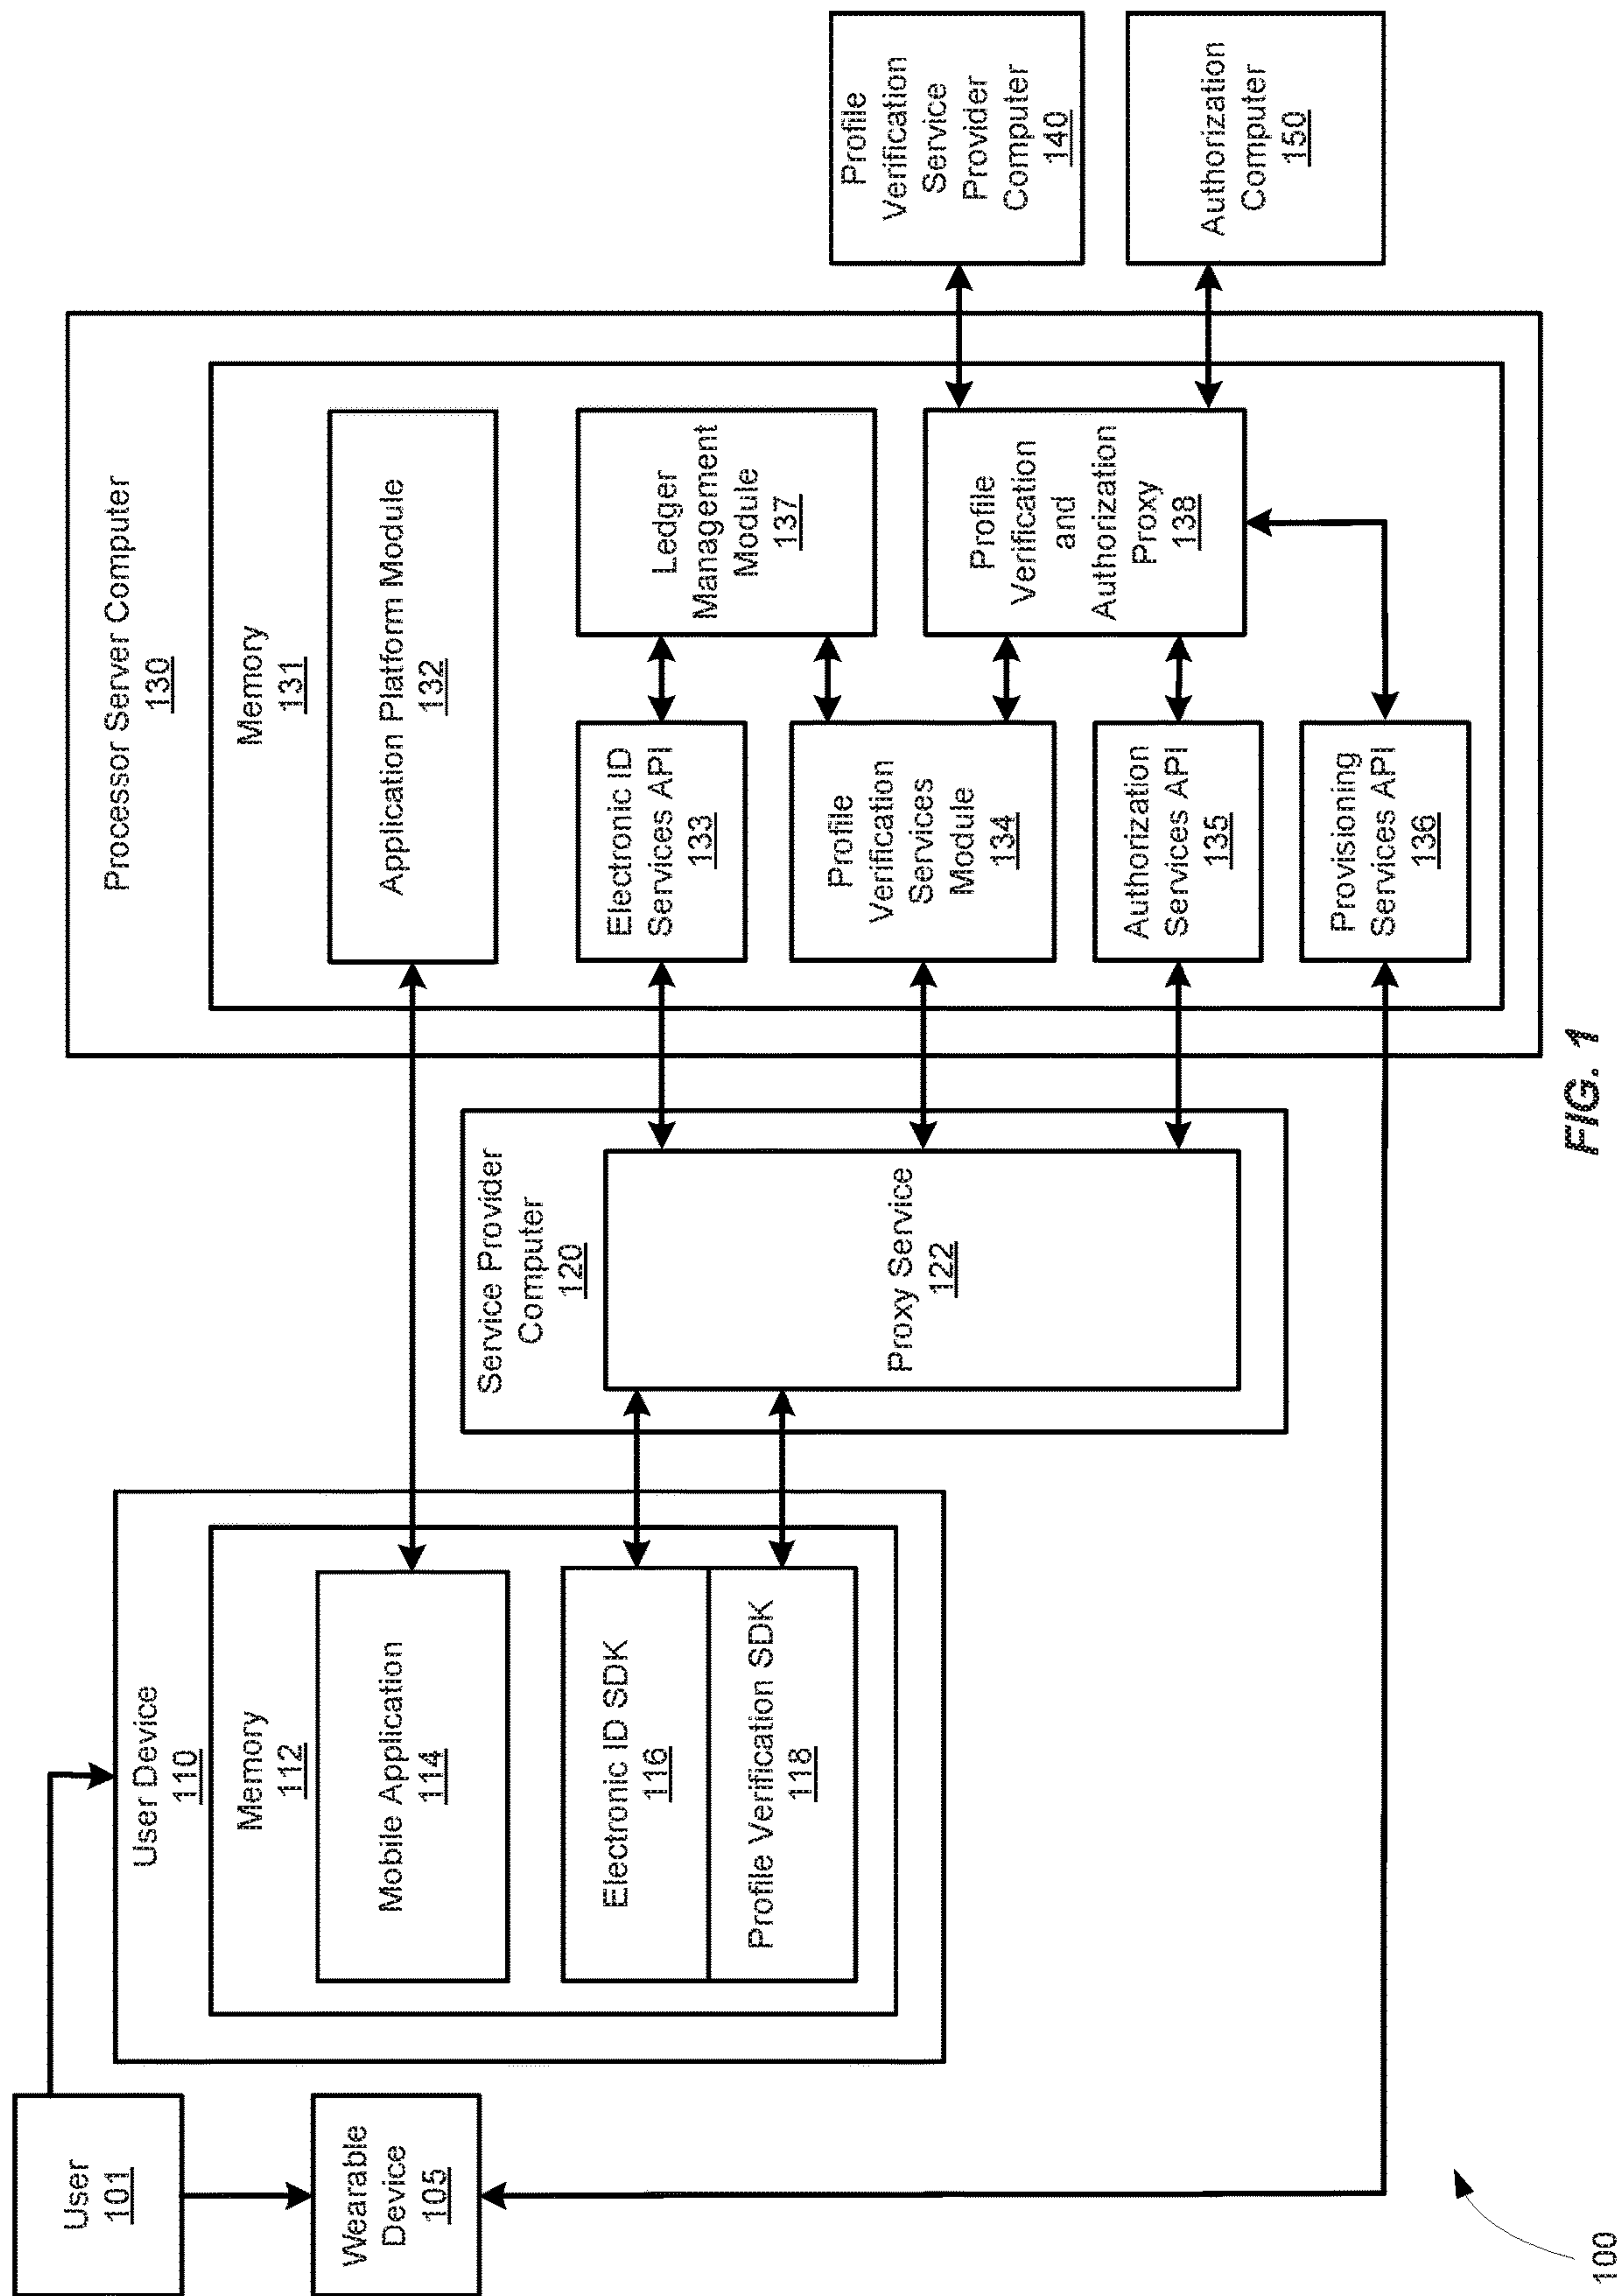 User
101
Wearable
Device
105
User Device
110
Memory
112
Mobile Application
114
Electronic ID SDK
116
Profile Verification SDK
118
Service Provider
Computer
120
Proxy Service
122
Processor Server Computer
130
Memory
131
Application Platform Module
132
Electronic ID
Services API
133
Profile
Verification
Services
Module
134
Authorization
Services API
135
Provisioning
Services API
136
Ledger
Management
Module
137
Profile
Verification
and
Authorization
Proxy
138
Profile
Verification
Service
Provider
Computer
140
Authorization
Computer
150
100
FIG. 1